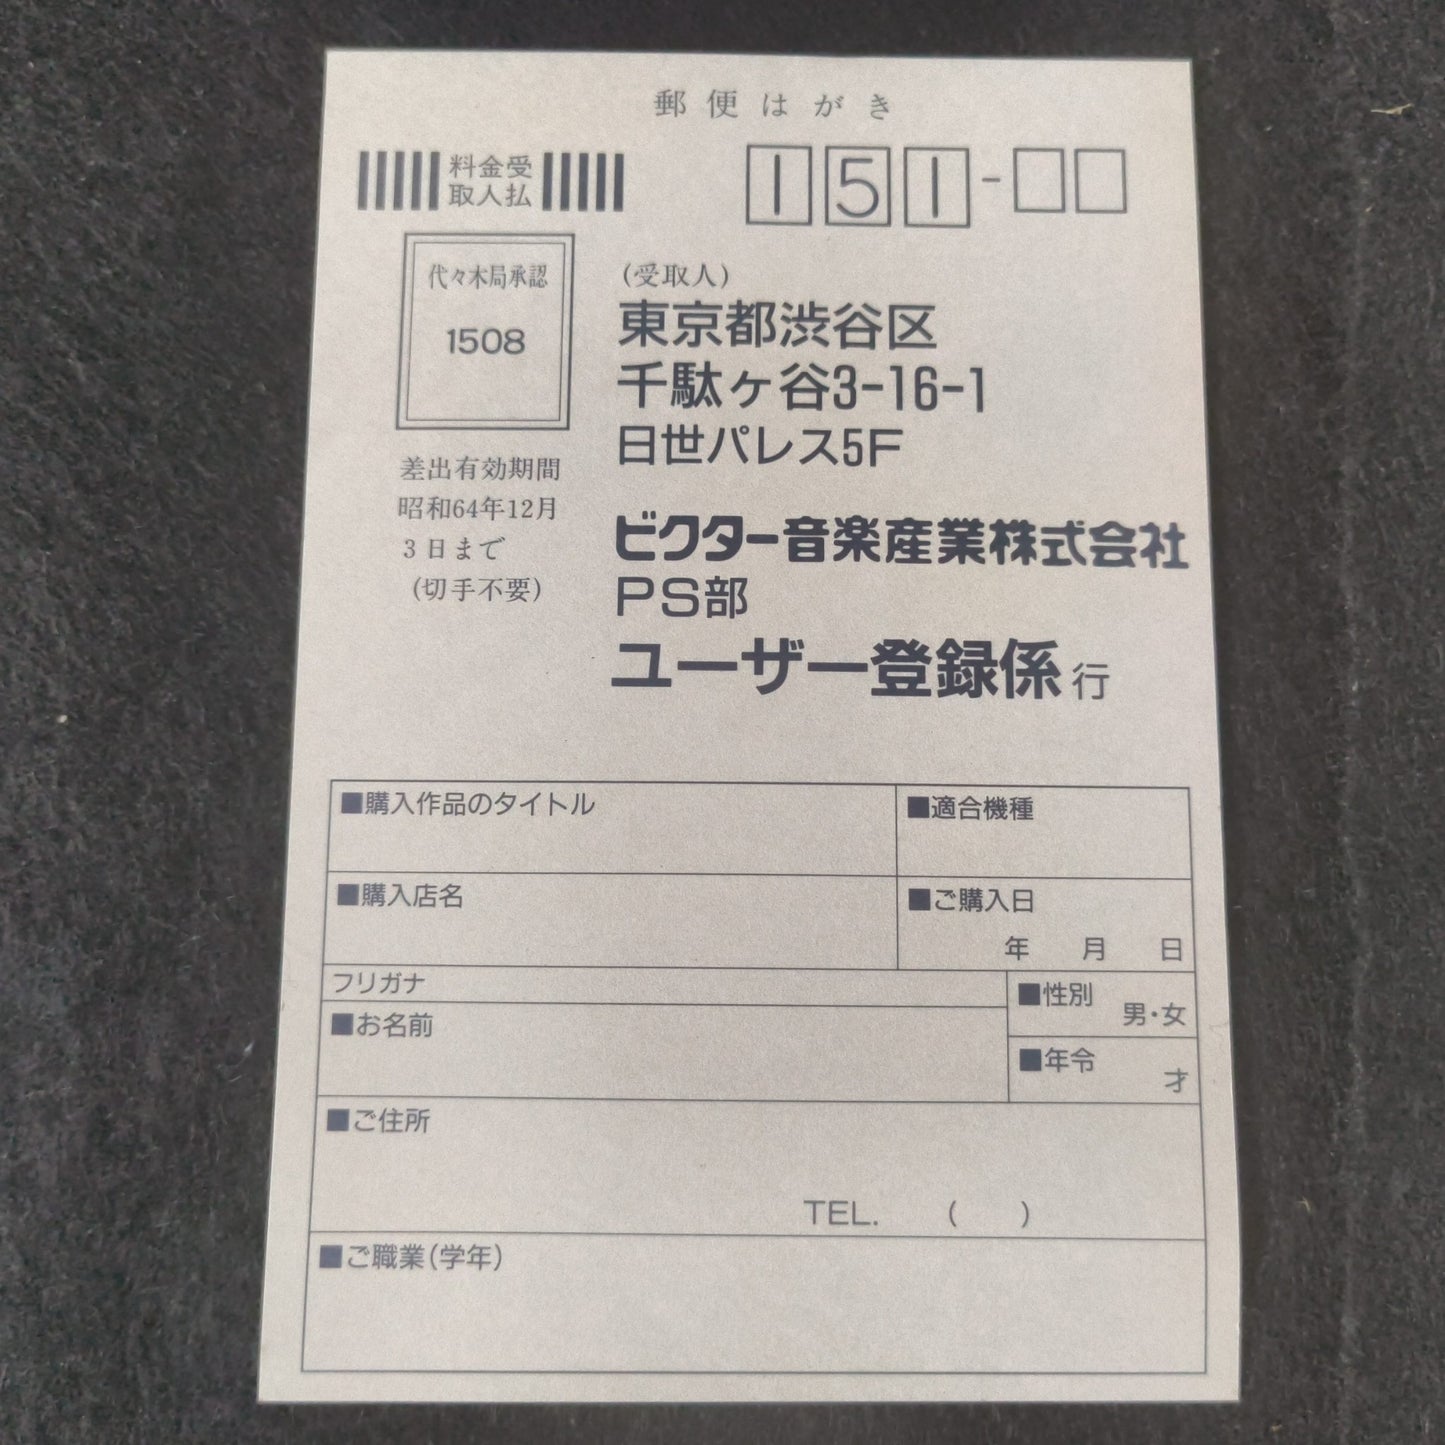 郵便はがき
料金受
取人払
151-
代々木局承認
1508
差出有効期間
昭和64年12月
3日まで
(切手不要)
(受取人)
東京都渋谷区
千駄ヶ谷3-16-1
日世パレス5F
ビクター音楽産業株式会社
PS部
ユーザー登録係 行
■購入作品のタイトル
■適合機種
■購入店名
■ご購入日
年 月 日
フリガナ
■お名前
■性別
男・女
■年令
才
■ご住所
TEL. ( )
■ご職業(学年)